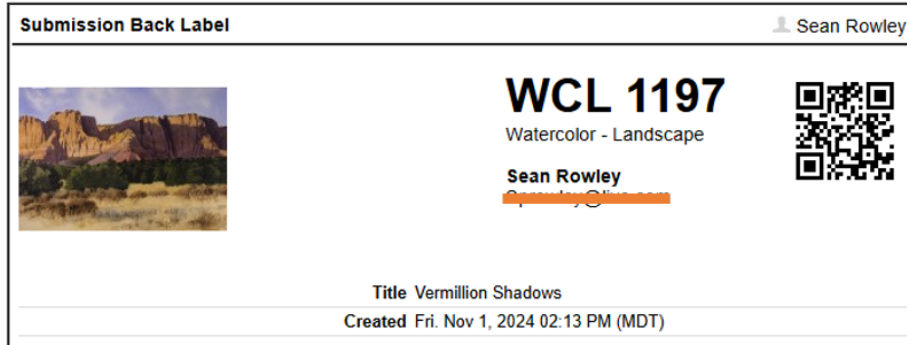 Submission Back Label
Sean Rowley
WCL 1197
Watercolor - Landscape
Sean Rowley
Title Vermillion Shadows
Created Fri. Nov 1, 2024 02:13 PM (MDT)